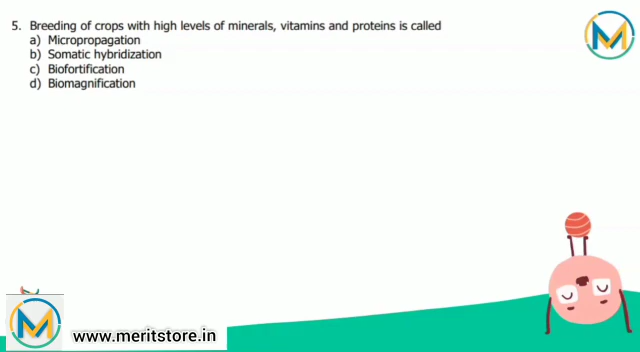 5. Breeding of crops with high levels of minerals, vitamins and proteins is called
a) Micropropagation
b) Somatic hybridization
c) Biofortification
d) Biomagnification
www.meritstore.in